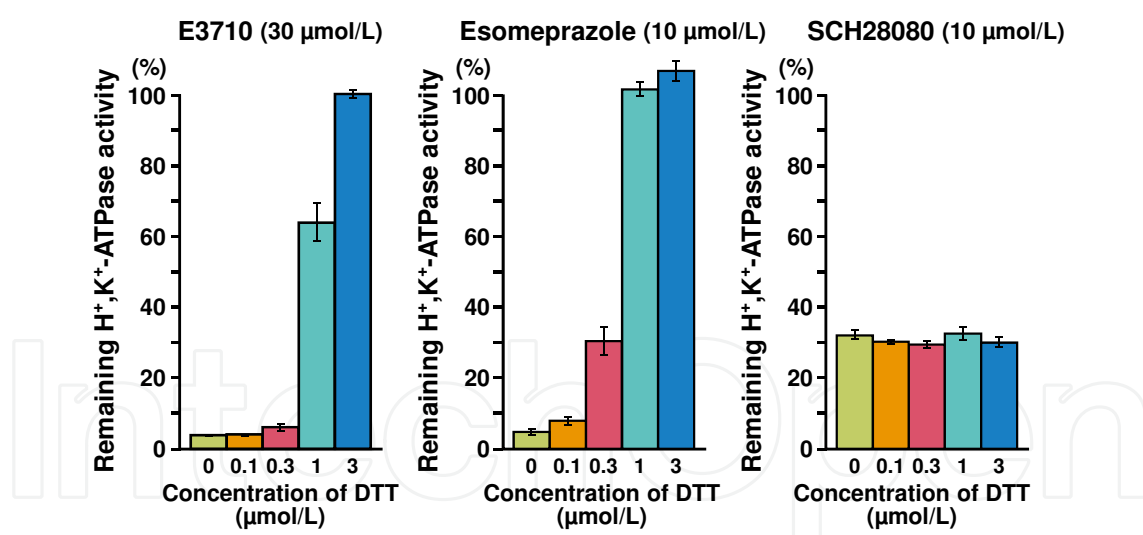 E3710 (30 µmol/L)
(%)
Remaining H⁺,K⁺-ATPase activity
100
80
60
40
20
0
0 0.1 0.3 1 3
Concentration of DTT
(µmol/L)
Esomeprazole (10 µmol/L)
(%)
Remaining H⁺,K⁺-ATPase activity
100
80
60
40
20
0
0 0.1 0.3 1 3
Concentration of DTT
(µmol/L)
SCH28080 (10 µmol/L)
(%)
Remaining H⁺,K⁺-ATPase activity
100
80
60
40
20
0
0 0.1 0.3 1 3
Concentration of DTT
(µmol/L)
IntechOpen